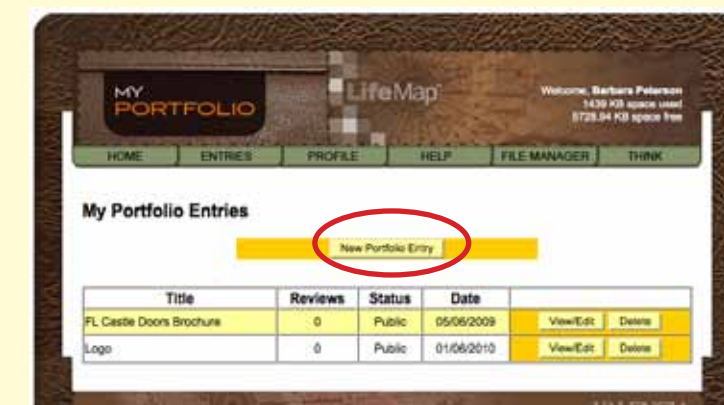 MY
PORTFOLIO
LifeMap
Welcome, Barbara Peterson
1439 KB space used
8728.94 KB space free
HOME ENTRIES PROFILE HELP FILE MANAGER THINK
My Portfolio Entries
New Portfolio Entry
Title Reviews Status Date
FL Castle Doors Brochure 0 Public 05/06/2009 View/Edit Delete
Logo 0 Public 01/06/2010 View/Edit Delete